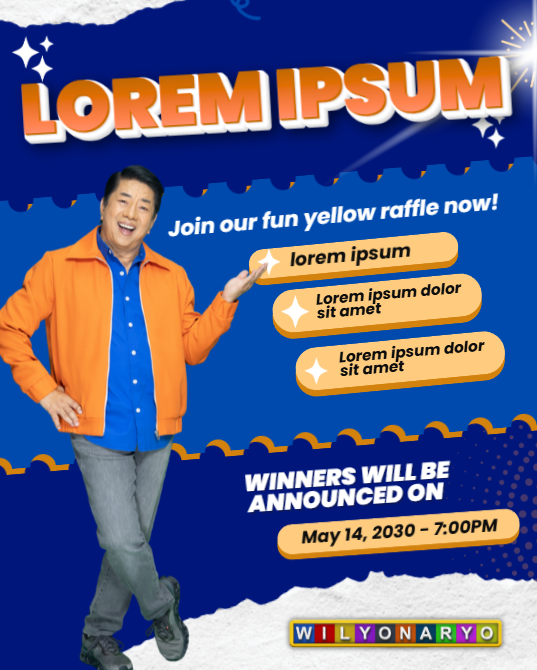 LOREM IPSUM
Join our fun yellow raffle now!
lorem ipsum
Lorem ipsum dolor
sit amet
Lorem ipsum dolor
sit amet
WINNERS WILL BE
ANNOUNCED ON
May 14, 2030 - 7:00PM
WILYONARYO